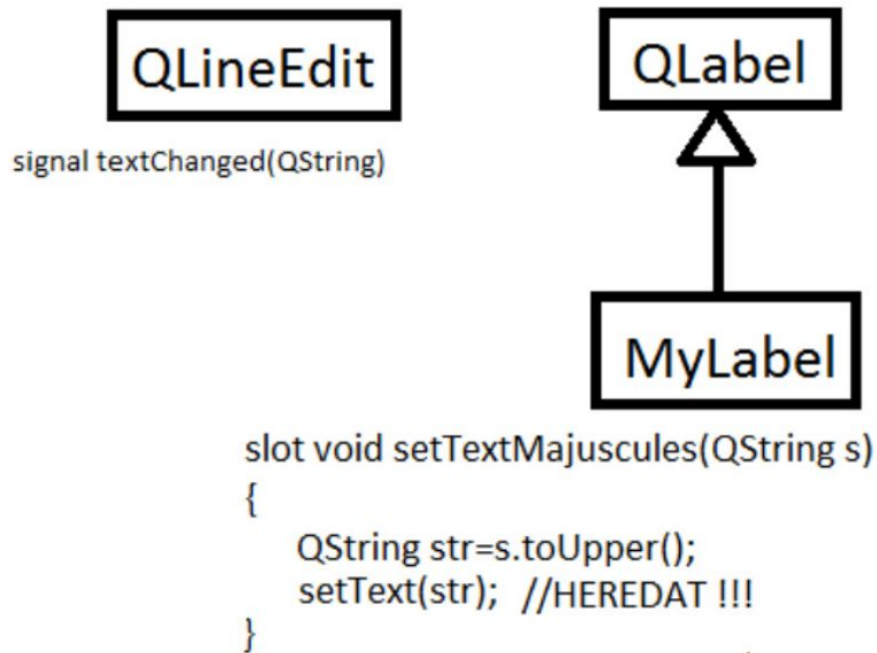 QLineEdit
QLabel
signal textChanged(QString)
MyLabel
slot void setTextMajuscules(QString s)
{
QString str=s.toUpper();
setText(str); //HEREDAT !!!
}